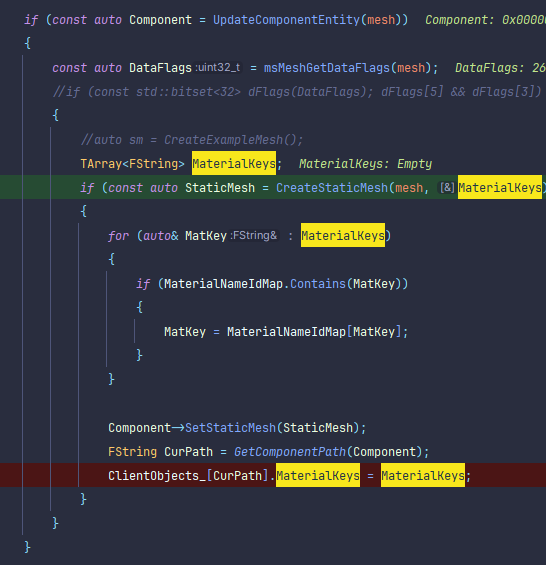 if (const auto Component = UpdateComponentEntity(mesh)) Component: 0x0000
{
const auto DataFlags :uint32_t = msMeshGetDataFlags(mesh); DataFlags: 26
//if (const std::bitset<32> dFlags(DataFlags); dFlags[5] && dFlags[3])
{
//auto sm = CreateExampleMesh();
TArray<FString> MaterialKeys; MaterialKeys: Empty
if (const auto StaticMesh = CreateStaticMesh(mesh, [&] MaterialKeys)
{
for (auto& MatKey :FString& : MaterialKeys)
{
if (MaterialNameIdMap.Contains(MatKey))
{
MatKey = MaterialNameIdMap[MatKey];
}
}
Component→SetStaticMesh(StaticMesh);
FString CurPath = GetComponentPath(Component);
ClientObjects_[CurPath].MaterialKeys = MaterialKeys;
}
}
}